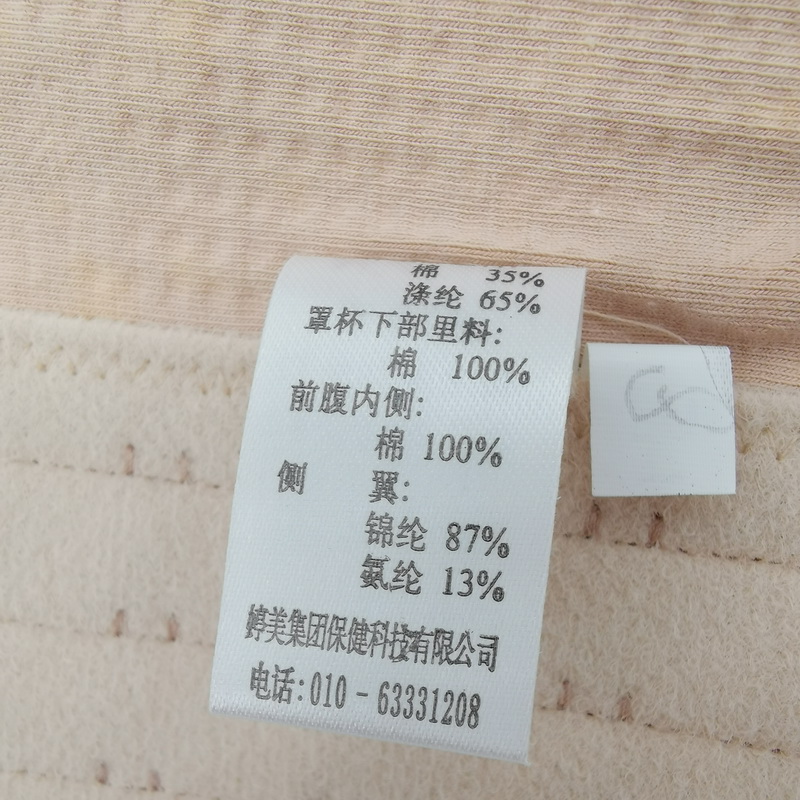 棉 35%
涤纶 65%
罩杯下部里料:
棉 100%
前腹内侧:
棉 100%
侧 翼:
锦纶 87%
氨纶 13%
婷美集团保健科技有限公司
电话:010-63331208